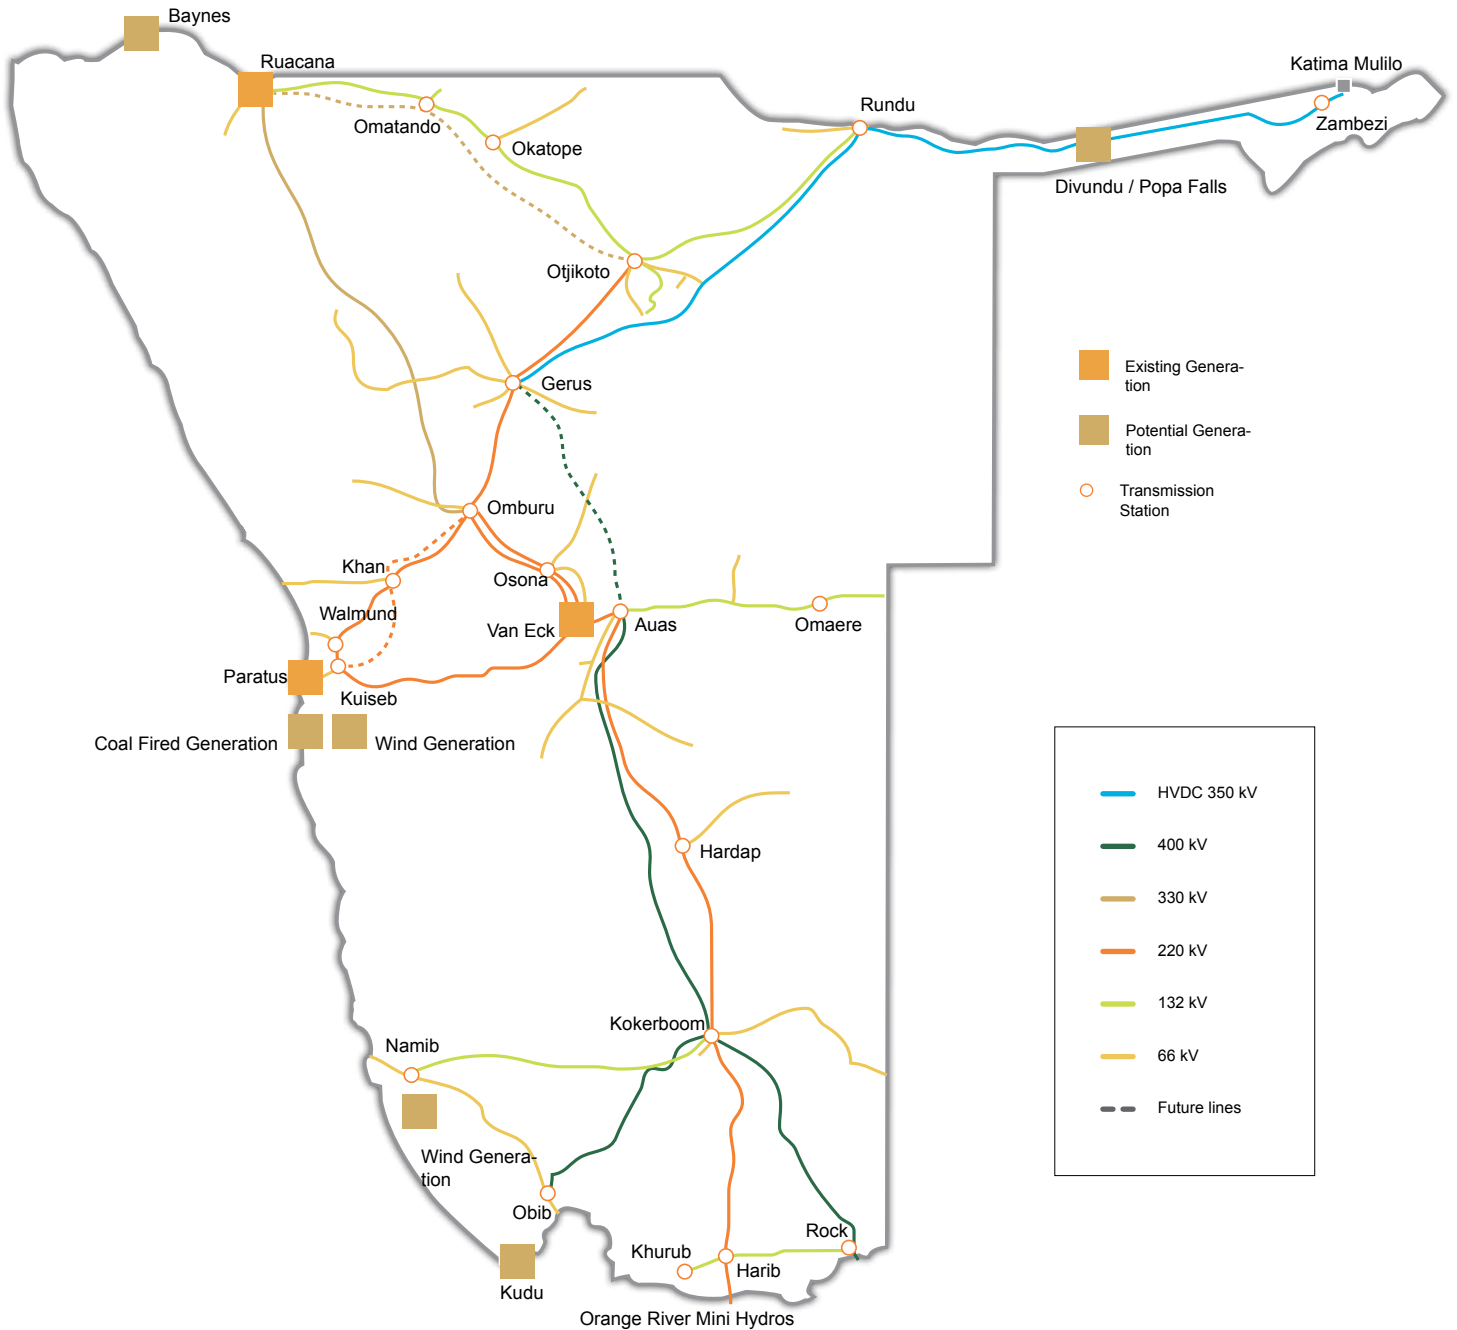 Baynes
Ruacana
Katima Mulilo
Rundu
Omatando
Zambezi
Okatope
Divundu / Popa Falls
Otjikoto
Gerus
Existing Genera-
tion
Potential Genera-
tion
Transmission
Station
Omburu
Khan
Osona
Walmund
Van Eck
Auas
Omaere
Paratus
Kuiseb
Coal Fired Generation
Wind Generation
HVDC 350 kV
400 kV
330 kV
220 kV
132 kV
66 kV
Future lines
Hardap
Kokerboom
Namib
Wind Genera-
tion
Obib
Rock
Khurub
Harib
Kudu
Orange River Mini Hydros